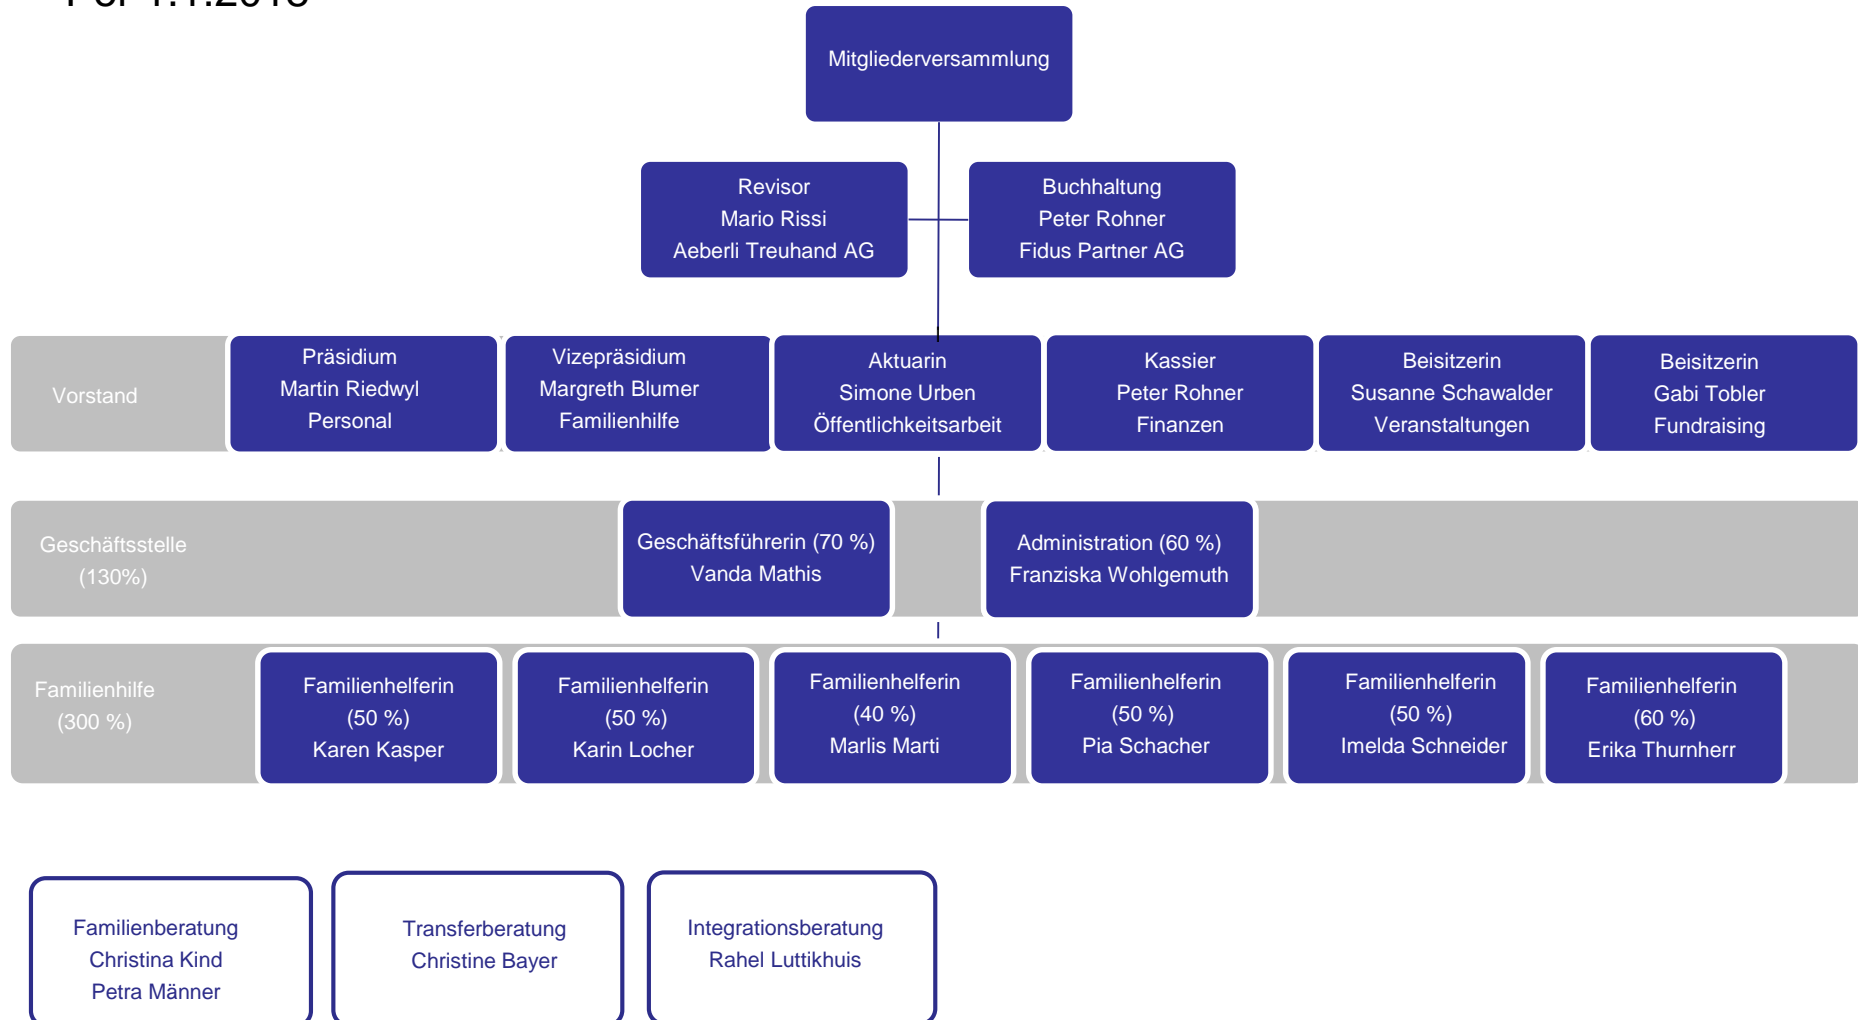 Per 1.1.2018
Mitgliederversammlung
Revisor
Mario Rissi
Aeberli Treuhand AG
Buchhaltung
Peter Rohner
Fidus Partner AG
Vorstand
Präsidium
Martin Riedwyl
Personal
Vizepräsidium
Margreth Blumer
Familienhilfe
Aktuarin
Simone Urben
Öffentlichkeitsarbeit
Kassier
Peter Rohner
Finanzen
Beisitzerin
Susanne Schawalder
Veranstaltungen
Beisitzerin
Gabi Tobler
Fundraising
Geschäftsstelle
(130%)
Geschäftsführerin (70 %)
Vanda Mathis
Administration (60 %)
Franziska Wohlgemuth
Familienhilfe
(300 %)
Familienhelferin
(50 %)
Karen Kasper
Familienhelferin
(50 %)
Karin Locher
Familienhelferin
(40 %)
Marlis Marti
Familienhelferin
(50 %)
Pia Schacher
Familienhelferin
(50 %)
Imelda Schneider
Familienhelferin
(60 %)
Erika Thurnherr
Familienberatung
Christina Kind
Petra Männer
Transferberatung
Christine Bayer
Integrationsberatung
Rahel Luttikhuis